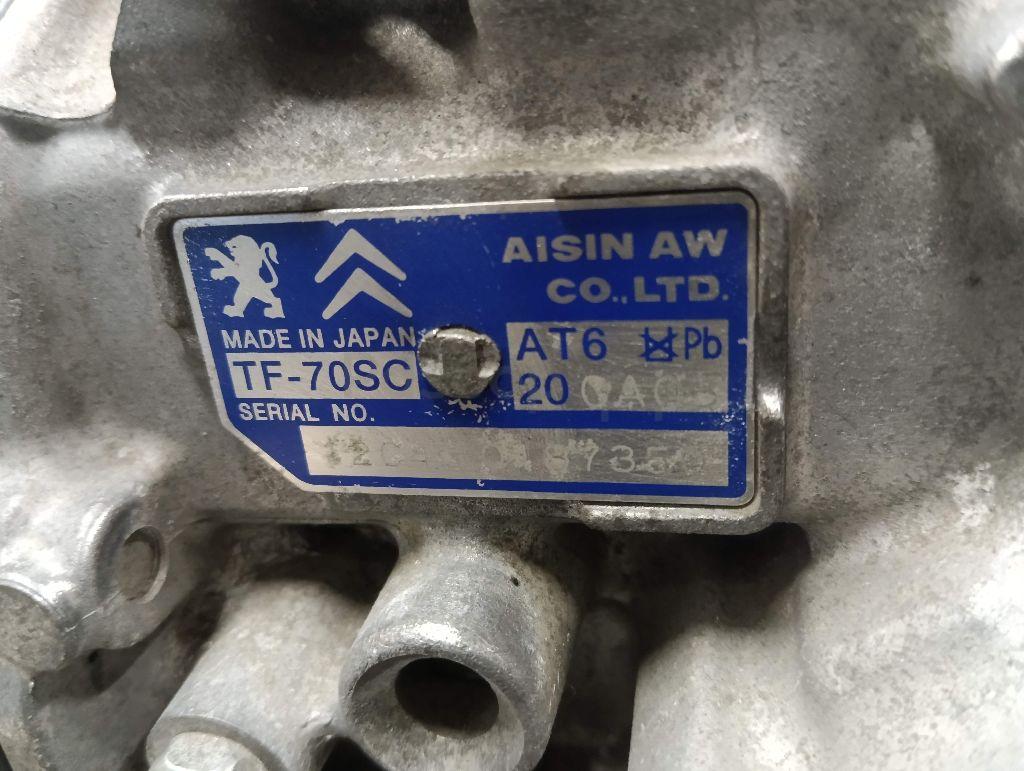 AISIN AW
CO.,LTD.
MADE IN JAPAN
TF-70SC
AT6 Pb
20
SERIAL NO.